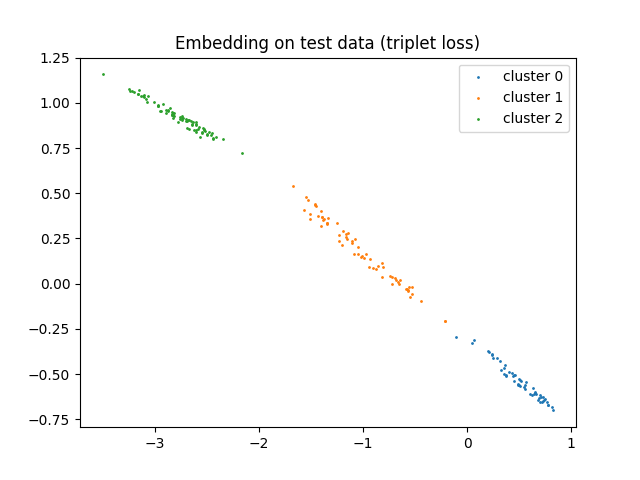 Embedding on test data (triplet loss)
1.25
1.00
0.75
0.50
0.25
0.00
−0.25
−0.50
−0.75
−3 −2 −1 0 1
cluster 0
cluster 1
cluster 2